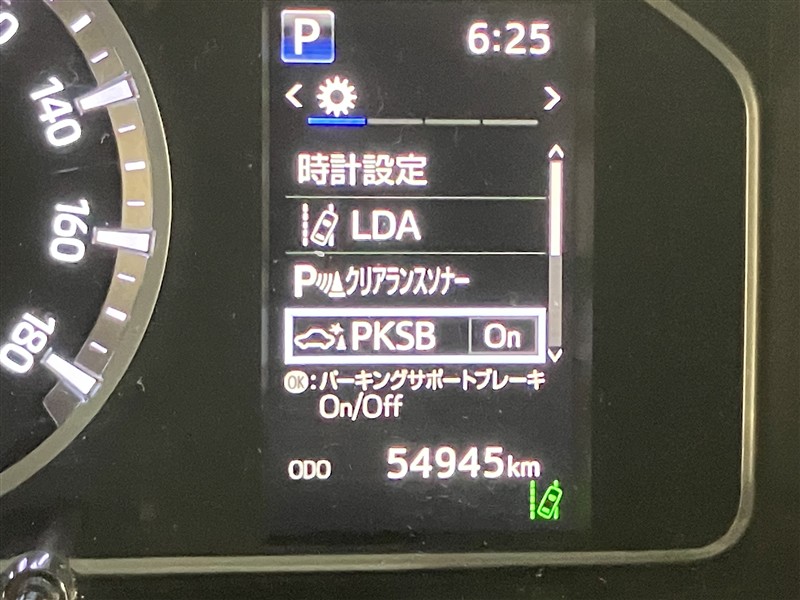 P 6:25
時計設定
LDA
Pクリアランスソナー
PKSB On
OK:パーキングサポートブレーキ
On/Off
ODO 54945km
140
160
180